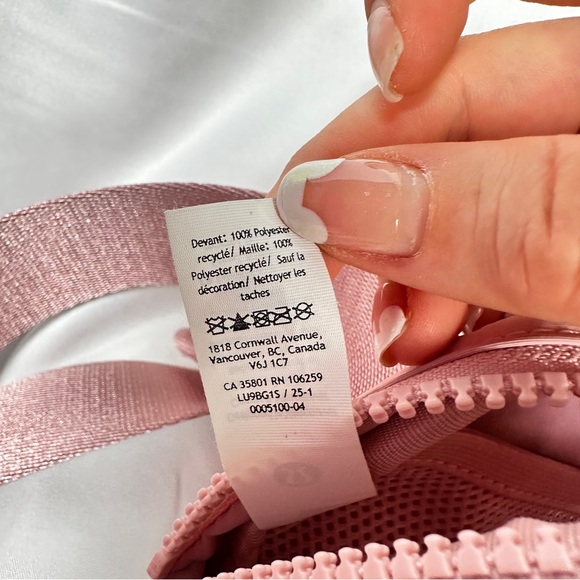 Devant: 100% Polyester
recyclé/ Maille: 100%
Polyester recyclé/ Sauf la
décoration/ Nettoyer les
taches
1818 Cornwall Avenue,
Vancouver, BC, Canada
V6J 1C7
CA 35801 RN 106259
LU9BG1S / 25-1
0005100-04